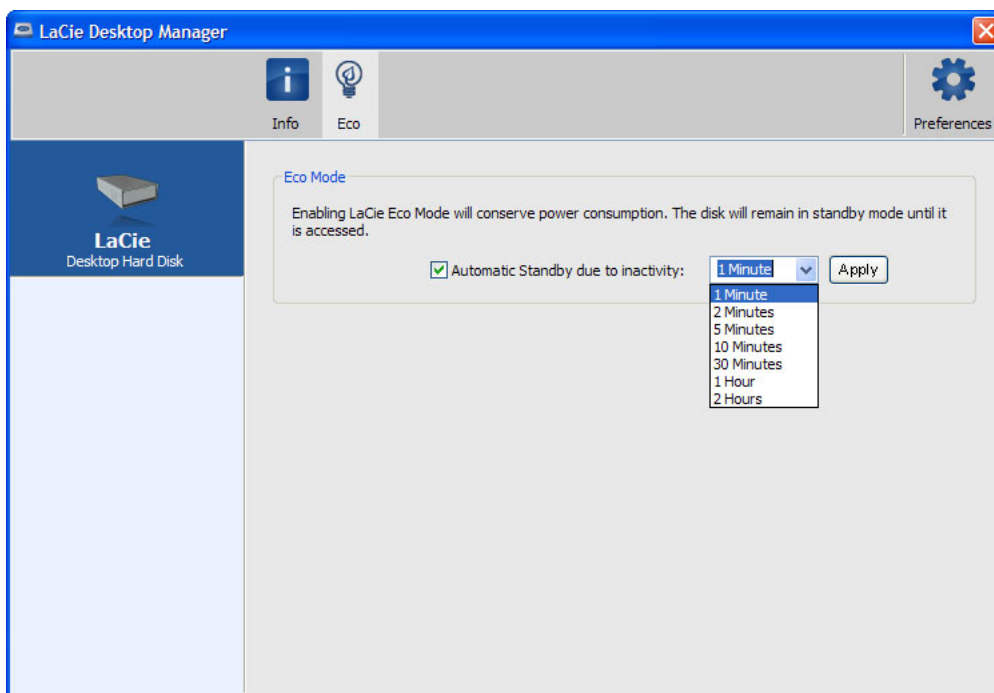 LaCie Desktop Manager
Info
Eco
Preferences
LaCie
Desktop Hard Disk
Eco Mode
Enabling LaCie Eco Mode will conserve power consumption. The disk will remain in standby mode until it
is accessed.
Automatic Standby due to inactivity:
1 Minute
Apply
1 Minute
2 Minutes
5 Minutes
10 Minutes
30 Minutes
1 Hour
2 Hours